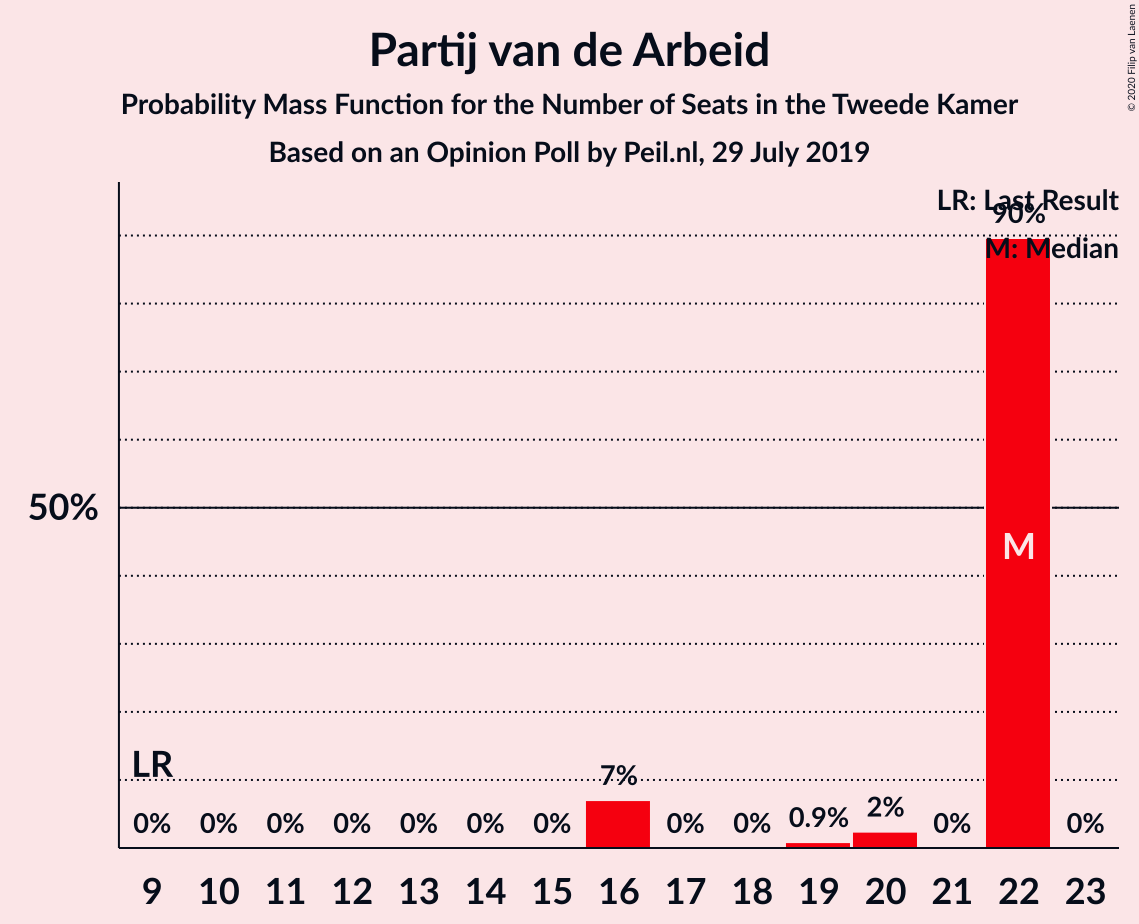 Partij van de Arbeid
Probability Mass Function for the Number of Seats in the Tweede Kamer
Based on an Opinion Poll by Peil.nl, 29 July 2019
© 2020 Filip van Laenen
LR: Last Result
90%
M: Median
50%
M
LR
7%
0% 0% 0% 0% 0% 0% 0% 0% 0% 0.9% 2% 0% 0%
9 10 11 12 13 14 15 16 17 18 19 20 21 22 23